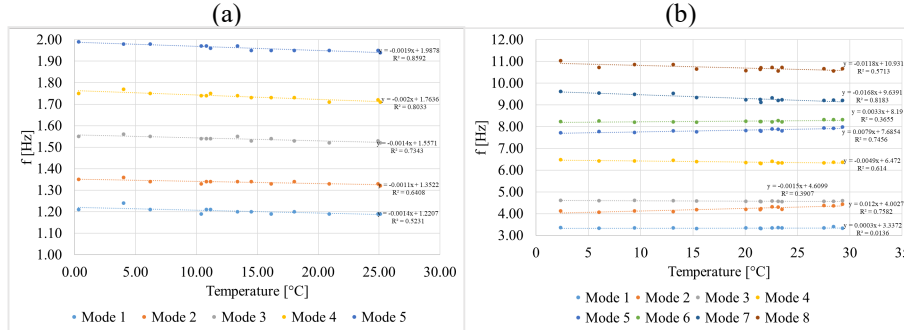 (a)
2.00
1.90
1.80
1.70
1.60
1.50
1.40
1.30
1.20
1.10
1.00
f [Hz]
y = -0.0019x + 1.9878
R² = 0.8592
y = -0.002x + 1.7636
R² = 0.8033
y = -0.0014x + 1.5571
R² = 0.7343
y = -0.0011x + 1.3522
R² = 0.6408
y = -0.0014x + 1.2207
R² = 0.5231
0.00 5.00 10.00 15.00 20.00 25.00 30.00
Temperature [°C]
Mode 1 Mode 2 Mode 3 Mode 4 Mode 5
(b)
11.00
10.00
9.00
8.00
7.00
6.00
5.00
4.00
3.00
f [Hz]
y = -0.0118x + 10.931
R² = 0.5713
y = -0.0168x + 9.6391
R² = 0.8183
y = 0.0033x + 8.19
R² = 0.3655
y = 0.0079x + 7.6854
R² = 0.7456
y = -0.0049x + 6.472
R² = 0.614
y = -0.0015x + 4.6099
R² = 0.3907
y = 0.012x + 4.0027
R² = 0.7582
y = 0.0003x + 3.3372
R² = 0.0136
0 5 10 15 20 25 30
Temperature [°C]
Mode 1 Mode 2 Mode 3 Mode 4
Mode 5 Mode 6 Mode 7 Mode 8